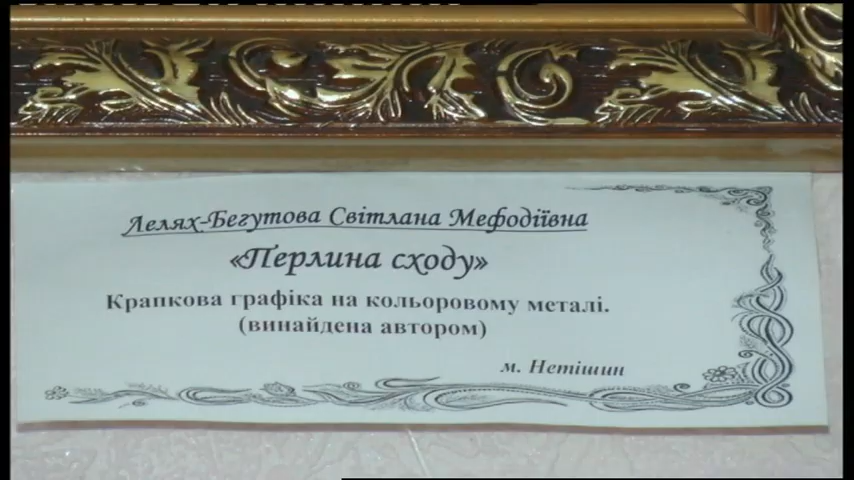 Лелях-Бегутова Світлана Мефодіївна
«Перлина сходу»
Крапкова графіка на кольоровому металі.
(винайдена автором)
м. Нетішин